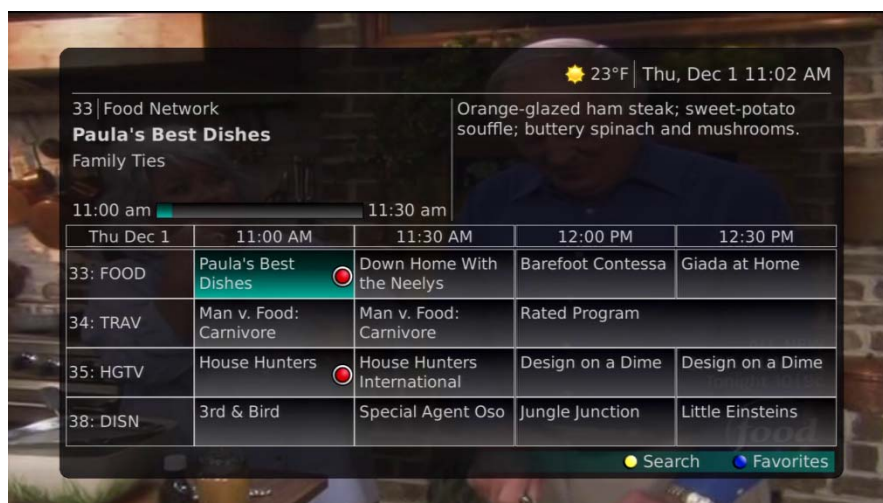 23°F Thu, Dec 1 11:02 AM
33 Food Network
Paula's Best Dishes
Family Ties
Orange-glazed ham steak; sweet-potato
souffle; buttery spinach and mushrooms.
11:00 am 11:30 am
Thu Dec 1 11:00 AM 11:30 AM 12:00 PM 12:30 PM
33: FOOD
Paula's Best
Dishes
Down Home With
the Neelys
Barefoot Contessa
Giada at Home
34: TRAV
Man v. Food:
Carnivore
Man v. Food:
Carnivore
Rated Program
35: HGTV
House Hunters
House Hunters
International
Design on a Dime
Design on a Dime
38: DISN
3rd & Bird
Special Agent Oso
Jungle Junction
Little Einsteins
food
Search Favorites